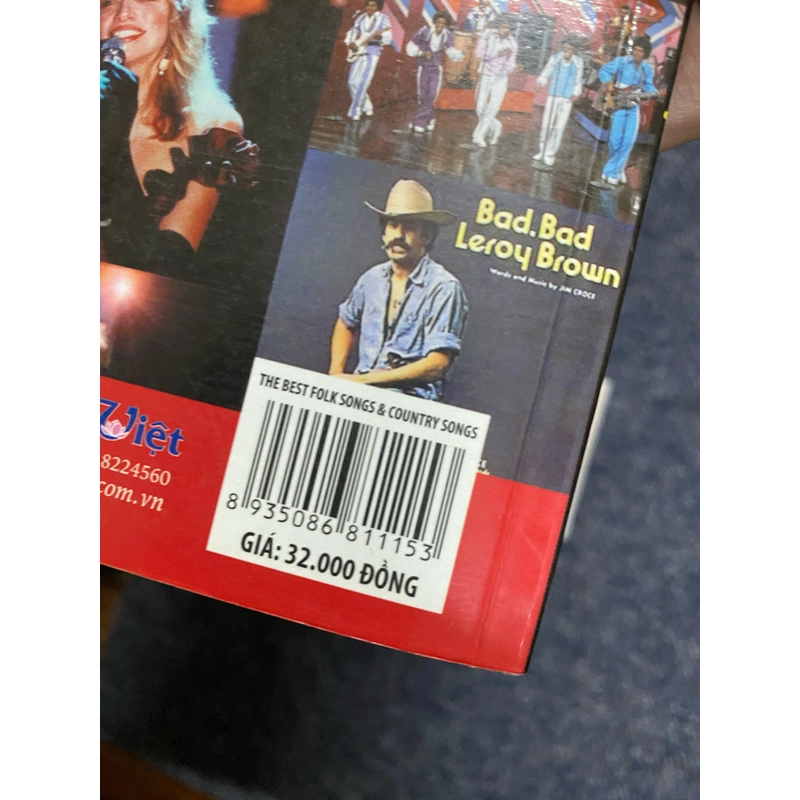 Bad, Bad
Leroy Brown
Words and Music by JIM CROCE
THE BEST FOLK SONGS & COUNTRY SONGS
8 935086 811153
GIÁ: 32.000 ĐỒNG
Việt
8224560
com.vn